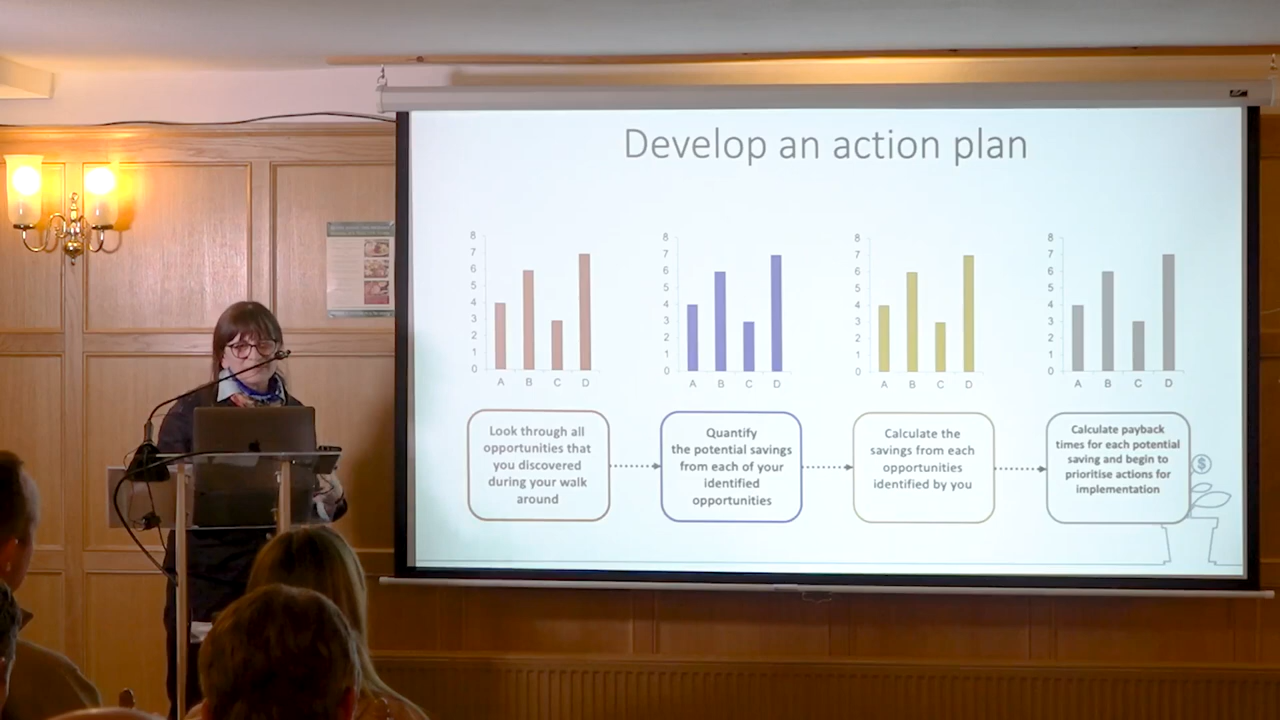 Develop an action plan
8
7
6
5
4
3
2
1
0
A B C D
8
7
6
5
4
3
2
1
0
A B C D
8
7
6
5
4
3
2
1
0
A B C D
8
7
6
5
4
3
2
1
0
A B C D
Look through all
opportunities that
you discovered
during your walk
around
Quantify
the potential savings
from each of your
identified
opportunities
Calculate the
savings from each
opportunities
identified by you
Calculate payback
times for each potential
saving and begin to
prioritise actions for
implementation
$